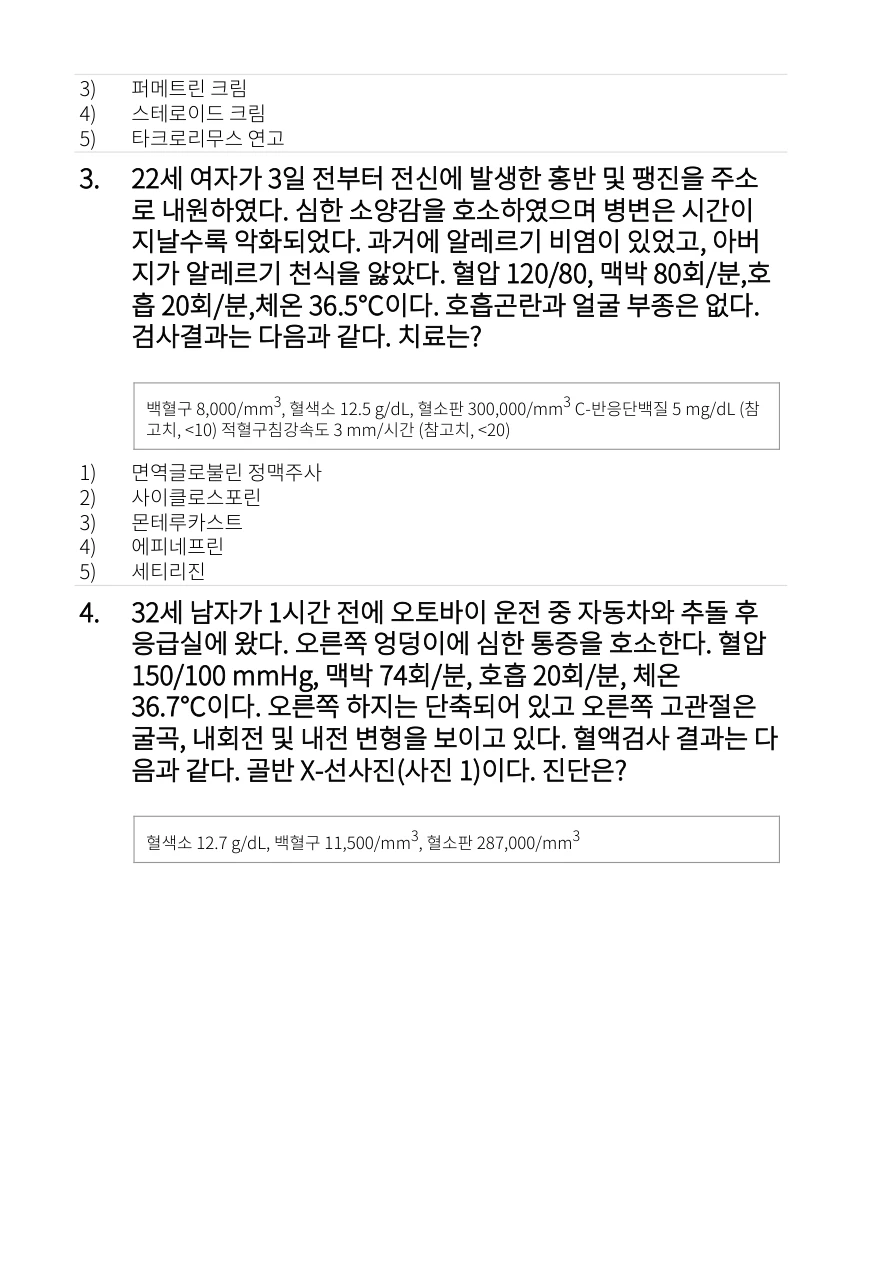 3) 퍼메트린 크림
4) 스테로이드 크림
5) 타크로리무스 연고
3. 22세 여자가 3일 전부터 전신에 발생한 홍반 및 팽진을 주소
로 내원하였다. 심한 소양감을 호소하였으며 병변은 시간이
지날수록 악화되었다. 과거에 알레르기 비염이 있었고, 아버
지가 알레르기 천식을 앓았다. 혈압 120/80, 맥박 80회/분,호
흡 20회/분,체온 36.5°C이다. 호흡곤란과 얼굴 부종은 없다.
검사결과는 다음과 같다. 치료는?
백혈구 8,000/mm³, 혈색소 12.5 g/dL, 혈소판 300,000/mm³ C-반응단백질 5 mg/dL (참
고치, <10) 적혈구침강속도 3 mm/시간 (참고치, <20)
1) 면역글로불린 정맥주사
2) 사이클로스포린
3) 몬테루카스트
4) 에피네프린
5) 세티리진
4. 32세 남자가 1시간 전에 오토바이 운전 중 자동차와 추돌 후
응급실에 왔다. 오른쪽 엉덩이에 심한 통증을 호소한다. 혈압
150/100 mmHg, 맥박 74회/분, 호흡 20회/분, 체온
36.7°C이다. 오른쪽 하지는 단축되어 있고 오른쪽 고관절은
굴곡, 내회전 및 내전 변형을 보이고 있다. 혈액검사 결과는 다
음과 같다. 골반 X-선사진(사진 1)이다. 진단은?
혈색소 12.7 g/dL, 백혈구 11,500/mm³, 혈소판 287,000/mm³